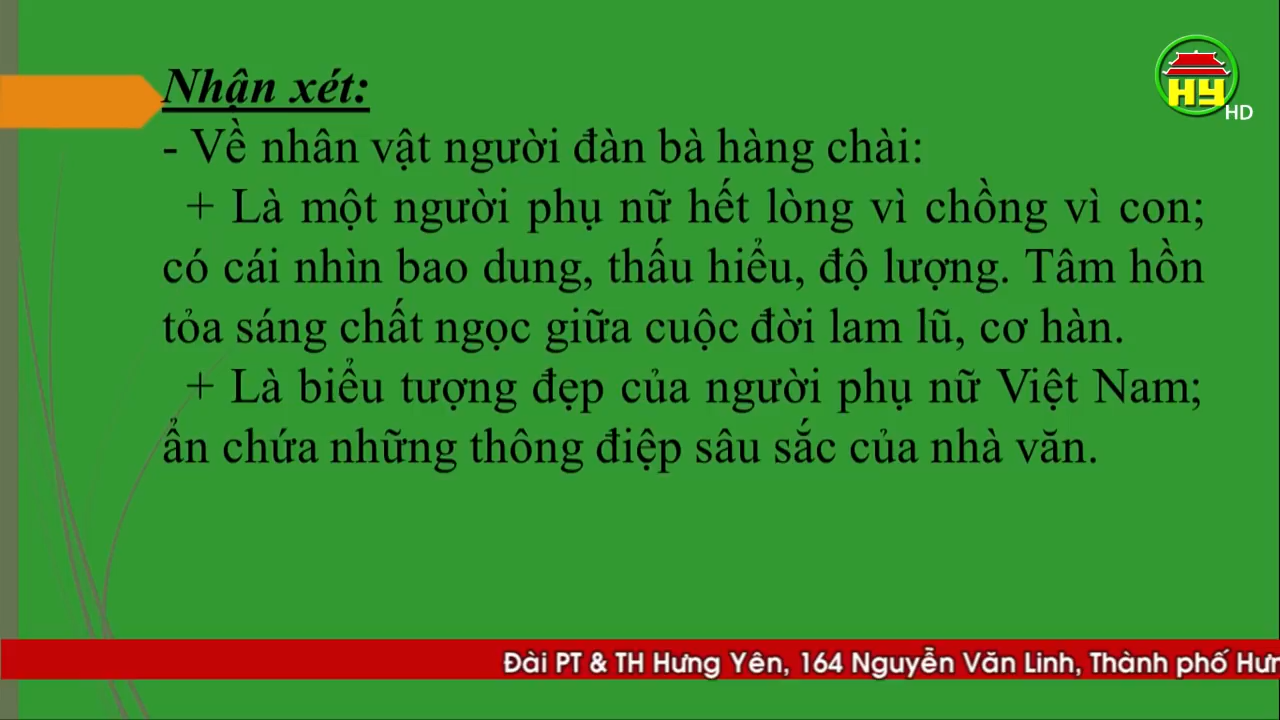 HY
HD
Nhận xét:
- Về nhân vật người đàn bà hàng chài:
+ Là một người phụ nữ hết lòng vì chồng vì con;
có cái nhìn bao dung, thấu hiểu, độ lượng. Tâm hồn
tỏa sáng chất ngọc giữa cuộc đời lam lũ, cơ hàn.
+ Là biểu tượng đẹp của người phụ nữ Việt Nam;
ẩn chứa những thông điệp sâu sắc của nhà văn.
Đài PT & TH Hưng Yên, 164 Nguyễn Văn Linh, Thành phố Hưn